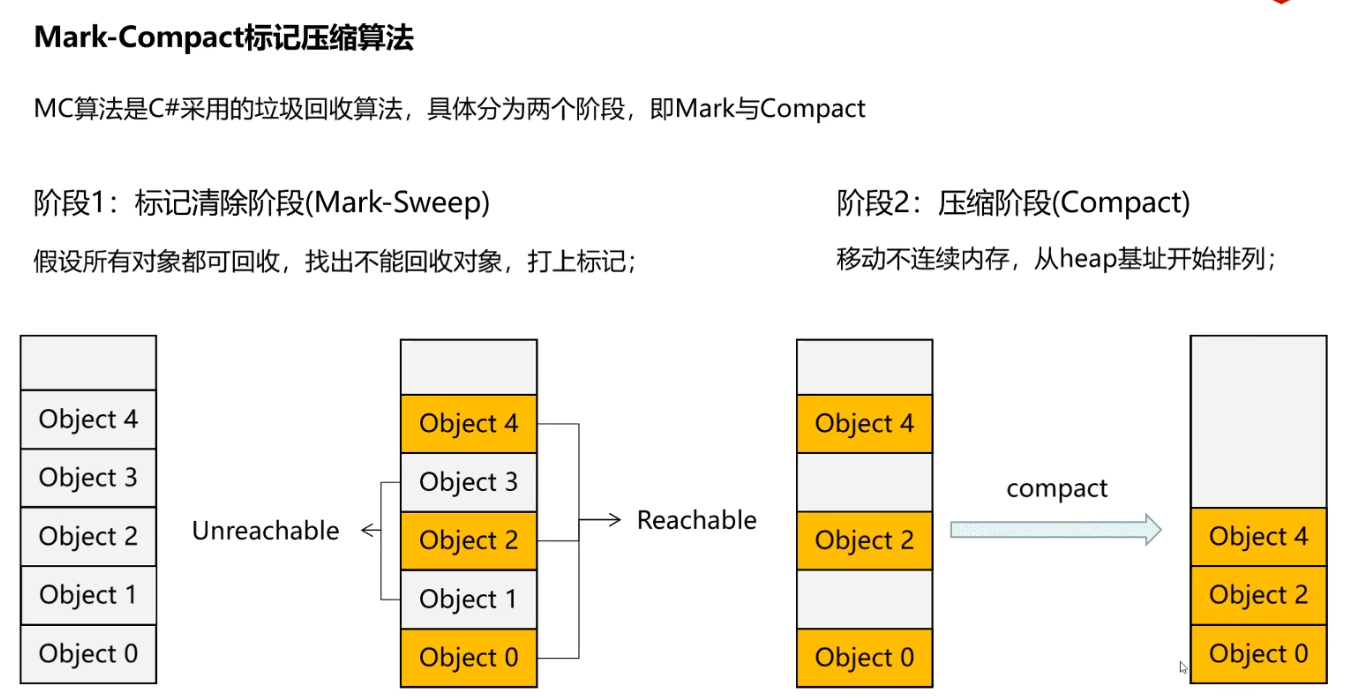 Mark-Compact标记压缩算法
MC算法是C#采用的垃圾回收算法，具体分为两个阶段，即Mark与Compact
阶段1：标记清除阶段(Mark-Sweep)
假设所有对象都可回收，找出不能回收对象，打上标记；
阶段2：压缩阶段(Compact)
移动不连续内存，从heap基址开始排列；
Object 4
Object 3
Object 2
Object 1
Object 0
Unreachable
Object 4
Object 3
Object 2
Object 1
Object 0
Reachable
Object 4
Object 2
Object 0
compact
Object 4
Object 2
Object 0